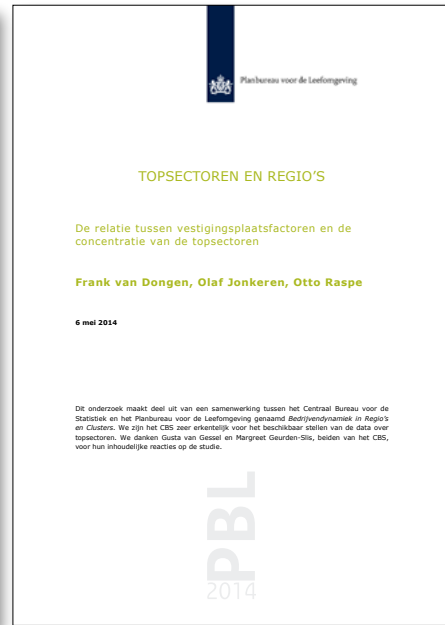 Planbureau voor de Leefomgeving
TOPSECTOREN EN REGIO'S
De relatie tussen vestigingsplaatsfactoren en de
concentratie van de topsectoren
Frank van Dongen, Olaf Jonkeren, Otto Raspe
6 mei 2014
Dit onderzoek maakt deel uit van een samenwerking tussen het Centraal Bureau voor de
Statistiek en het Planbureau voor de Leefomgeving genaamd Bedrijvendynamiek in Regio's
en Clusters. We zijn het CBS zeer erkentelijk voor het beschikbaar stellen van de data over
topsectoren. We danken Gusta van Gessel en Margreet Geurden-Slis, beiden van het CBS,
voor hun inhoudelijke reacties op de studie.
PBL
2014